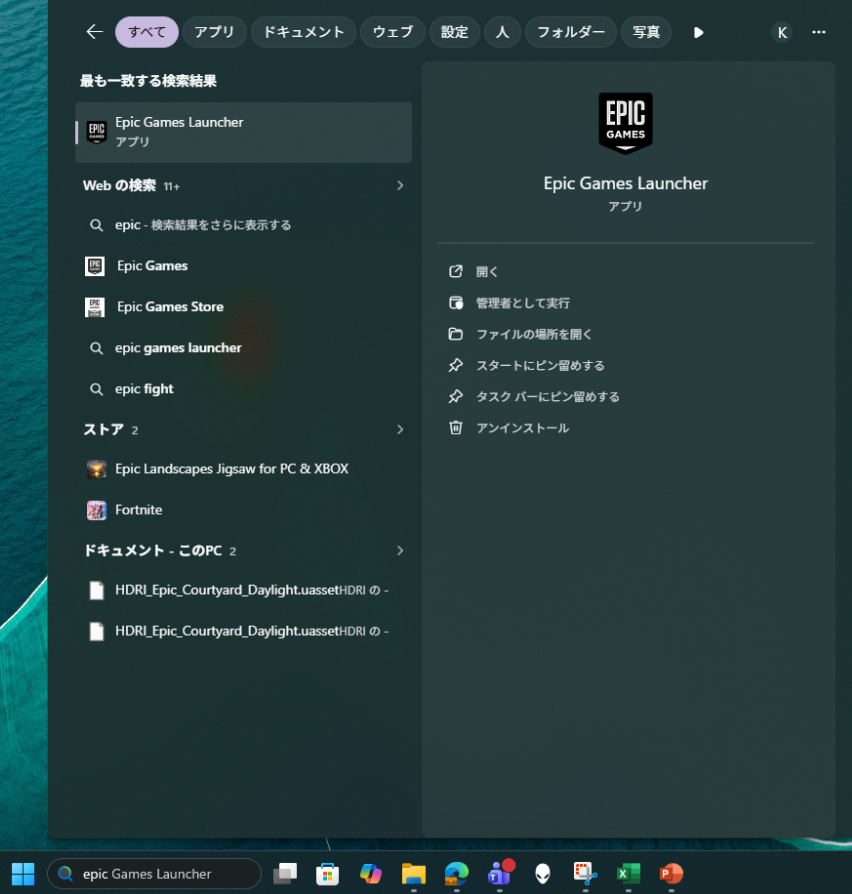 すべて アプリ ドキュメント ウェブ 設定 人 フォルダー 写真 K
最も一致する検索結果
Epic Games Launcher
アプリ
Web の検索 11+
epic - 検索結果をさらに表示する
Epic Games
Epic Games Store
epic games launcher
epic fight
ストア 2
Epic Landscapes Jigsaw for PC & XBOX
Fortnite
ドキュメント - このPC 2
HDRI_Epic_Courtyard_Daylight.uassetHDRI の -
HDRI_Epic_Courtyard_Daylight.uassetHDRI の -
EPIC
GAMES
Epic Games Launcher
アプリ
開く
管理者として実行
ファイルの場所を開く
スタートにピン留めする
タスク バーにピン留めする
アンインストール
epic Games Launcher